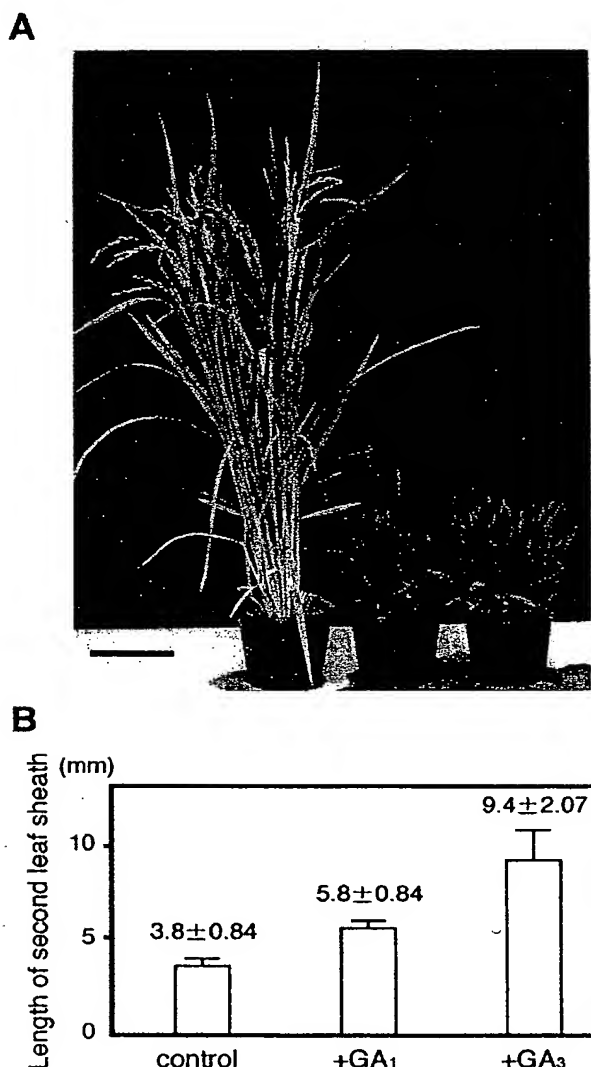 A
B
(mm)
Length of second leaf sheath
10
5
0
3.8±0.84
5.8±0.84
9.4±2.07
control
+GA₁
+GA₃